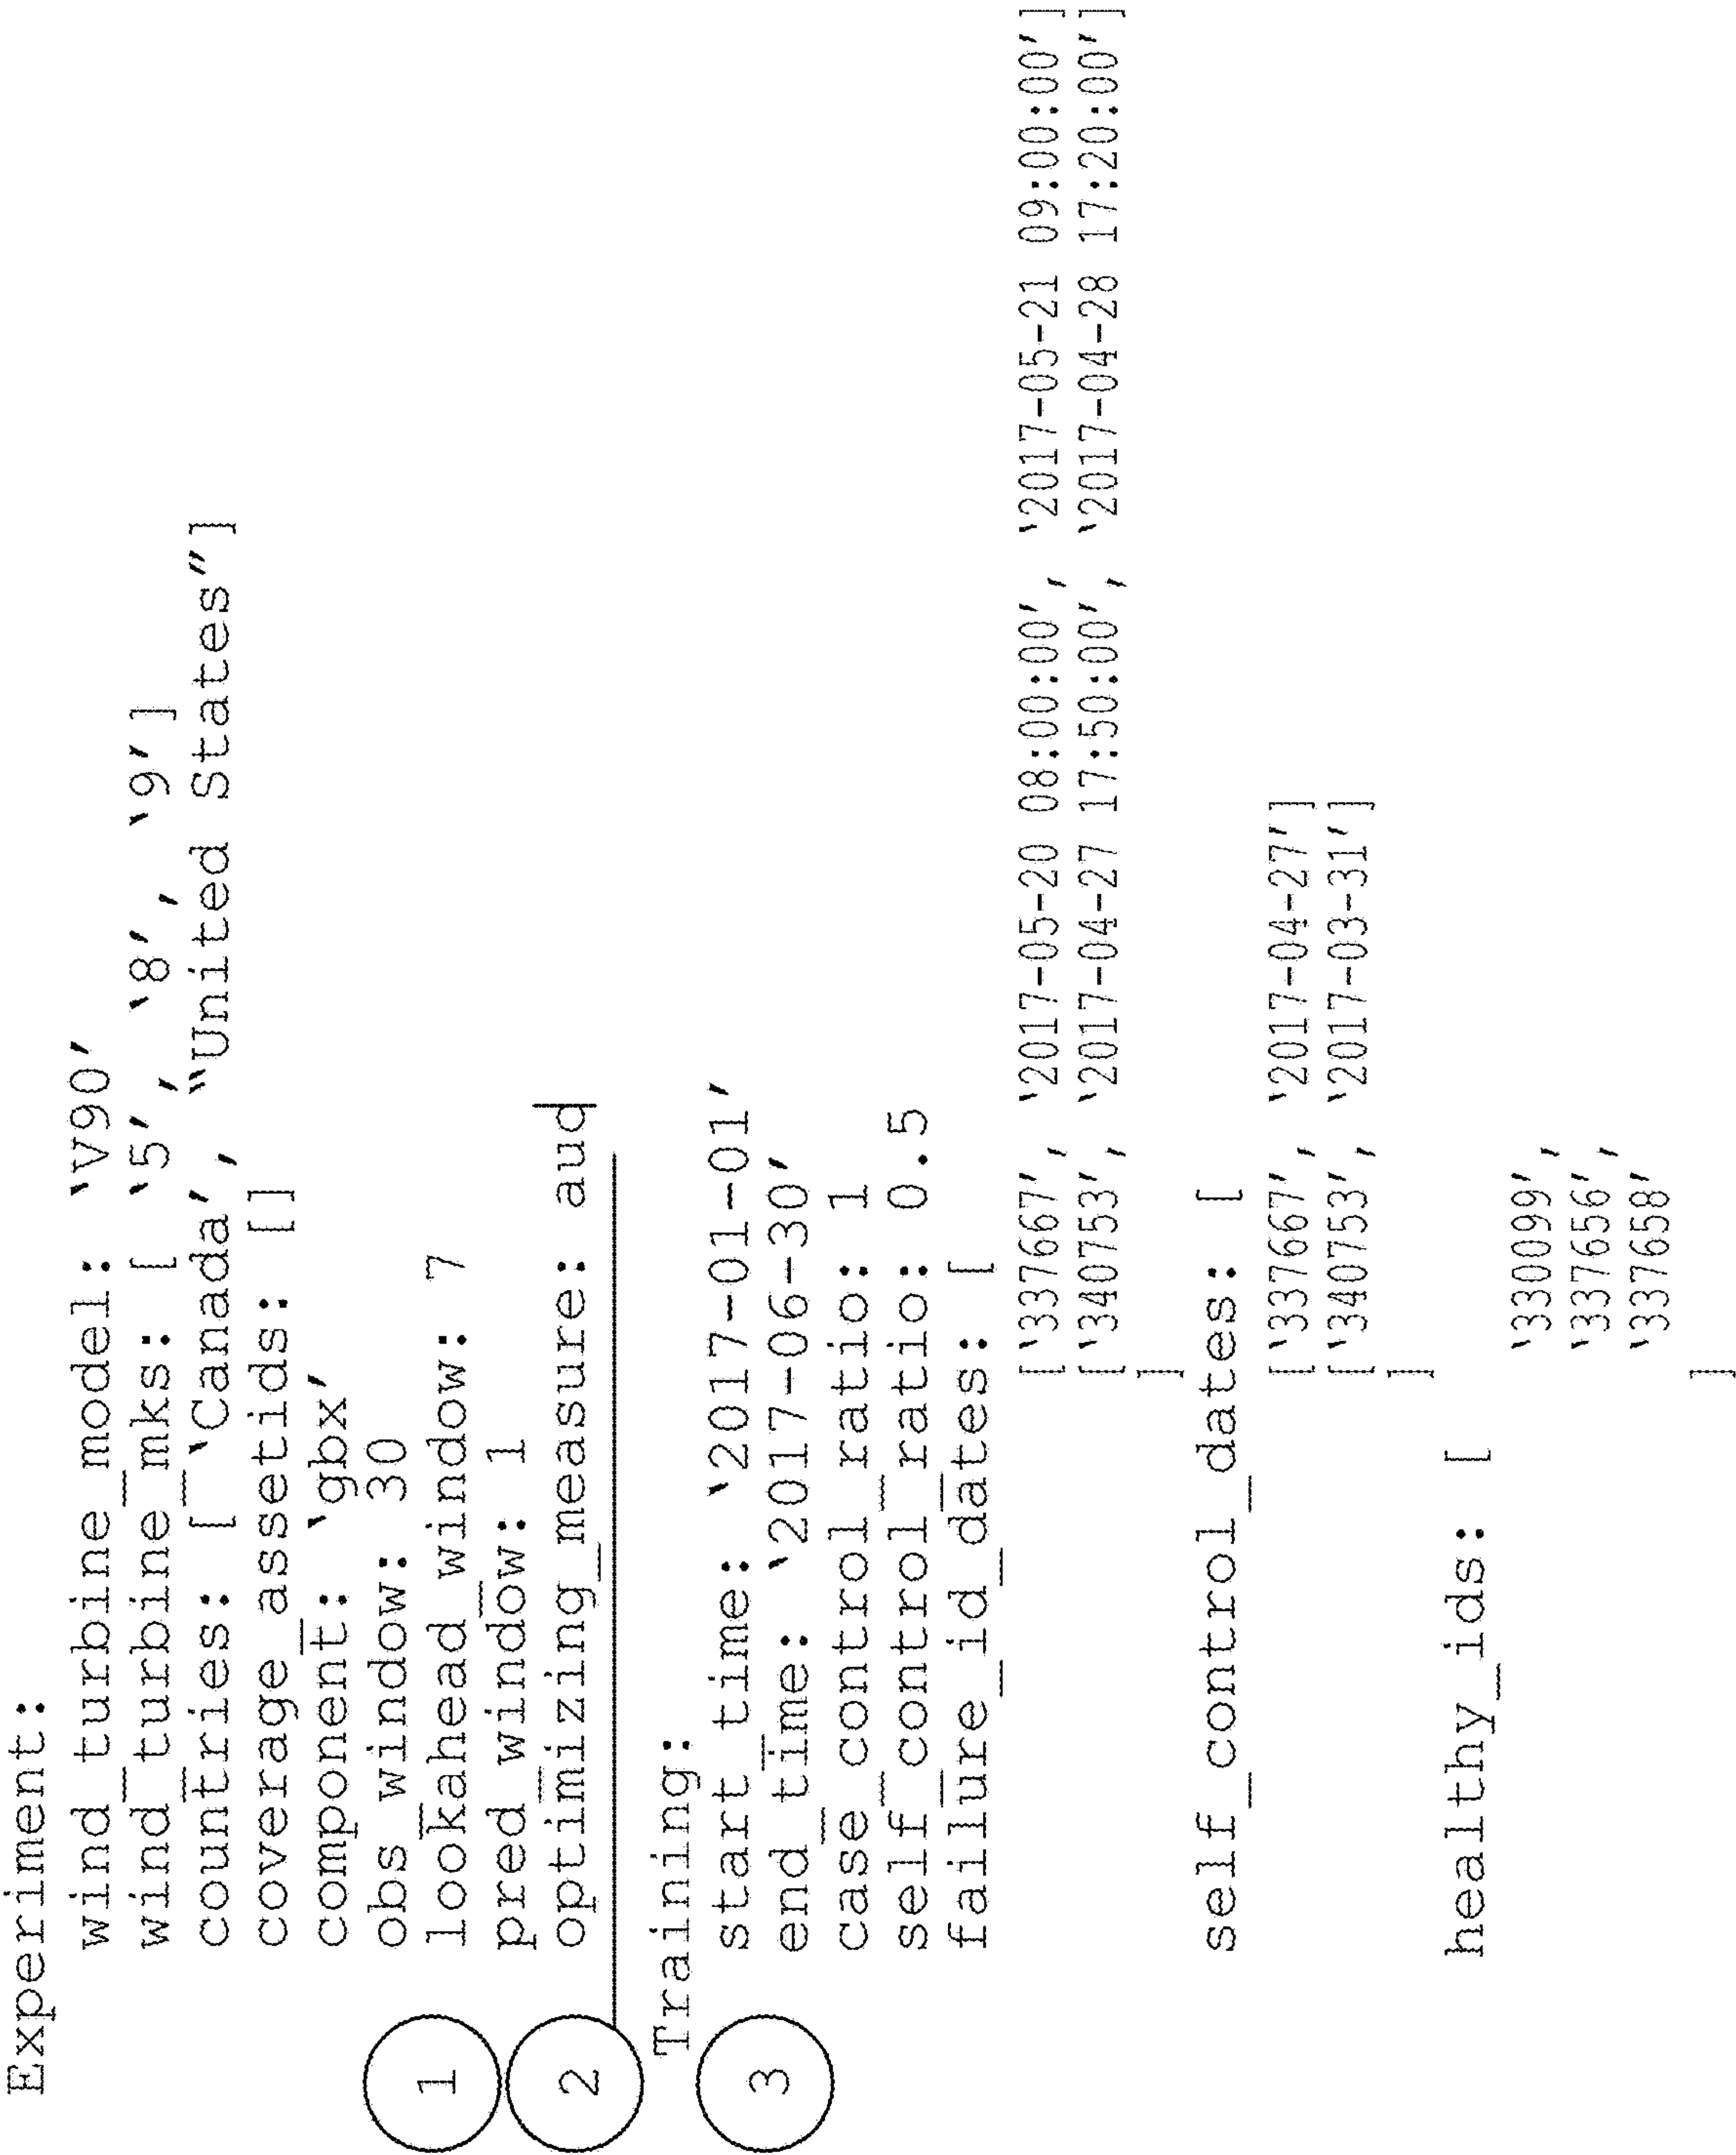 Experiment:
wind turbine_model: ‘V90’
wind_turbine_mks: [ ‘5’, ‘8’, ‘9’]
countries: [ ‘Canada’, “United States”]
coverage_assetids: []
component: ‘gbx’
obs_window: 30
1 lookahead_window: 7
pred_window: 1
2 optimizing_measure: aud
Training:
3 start_time: ‘2017-01-01’
end_time: ‘2017-06-30’
case_control_ratio: 1
self_control_ratio: 0.5
failure_id_dates: [
[‘337667’, ‘2017-05-20 08:00:00’, ‘2017-05-21 09:00:00’]
[‘340753’, ‘2017-04-27 17:50:00’, ‘2017-04-28 17:20:00’]
]
self_control_dates: [
[‘337667’, ‘2017-04-27’]
[‘340753’, ‘2017-03-31’]
]
healthy_ids: [
‘330099’,
‘337656’,
‘337658’
]